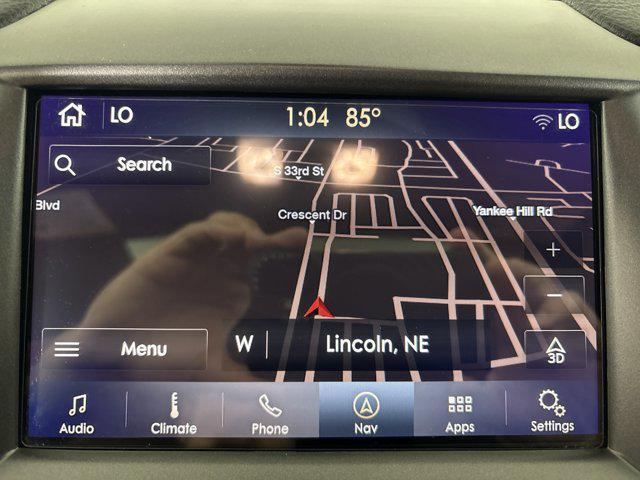 LO 1:04 85° LO
Search
S 33rd St
Blvd
Crescent Dr
Yankee Hill Rd
+
−
Menu
W Lincoln, NE
3D
Audio Climate Phone Nav Apps Settings